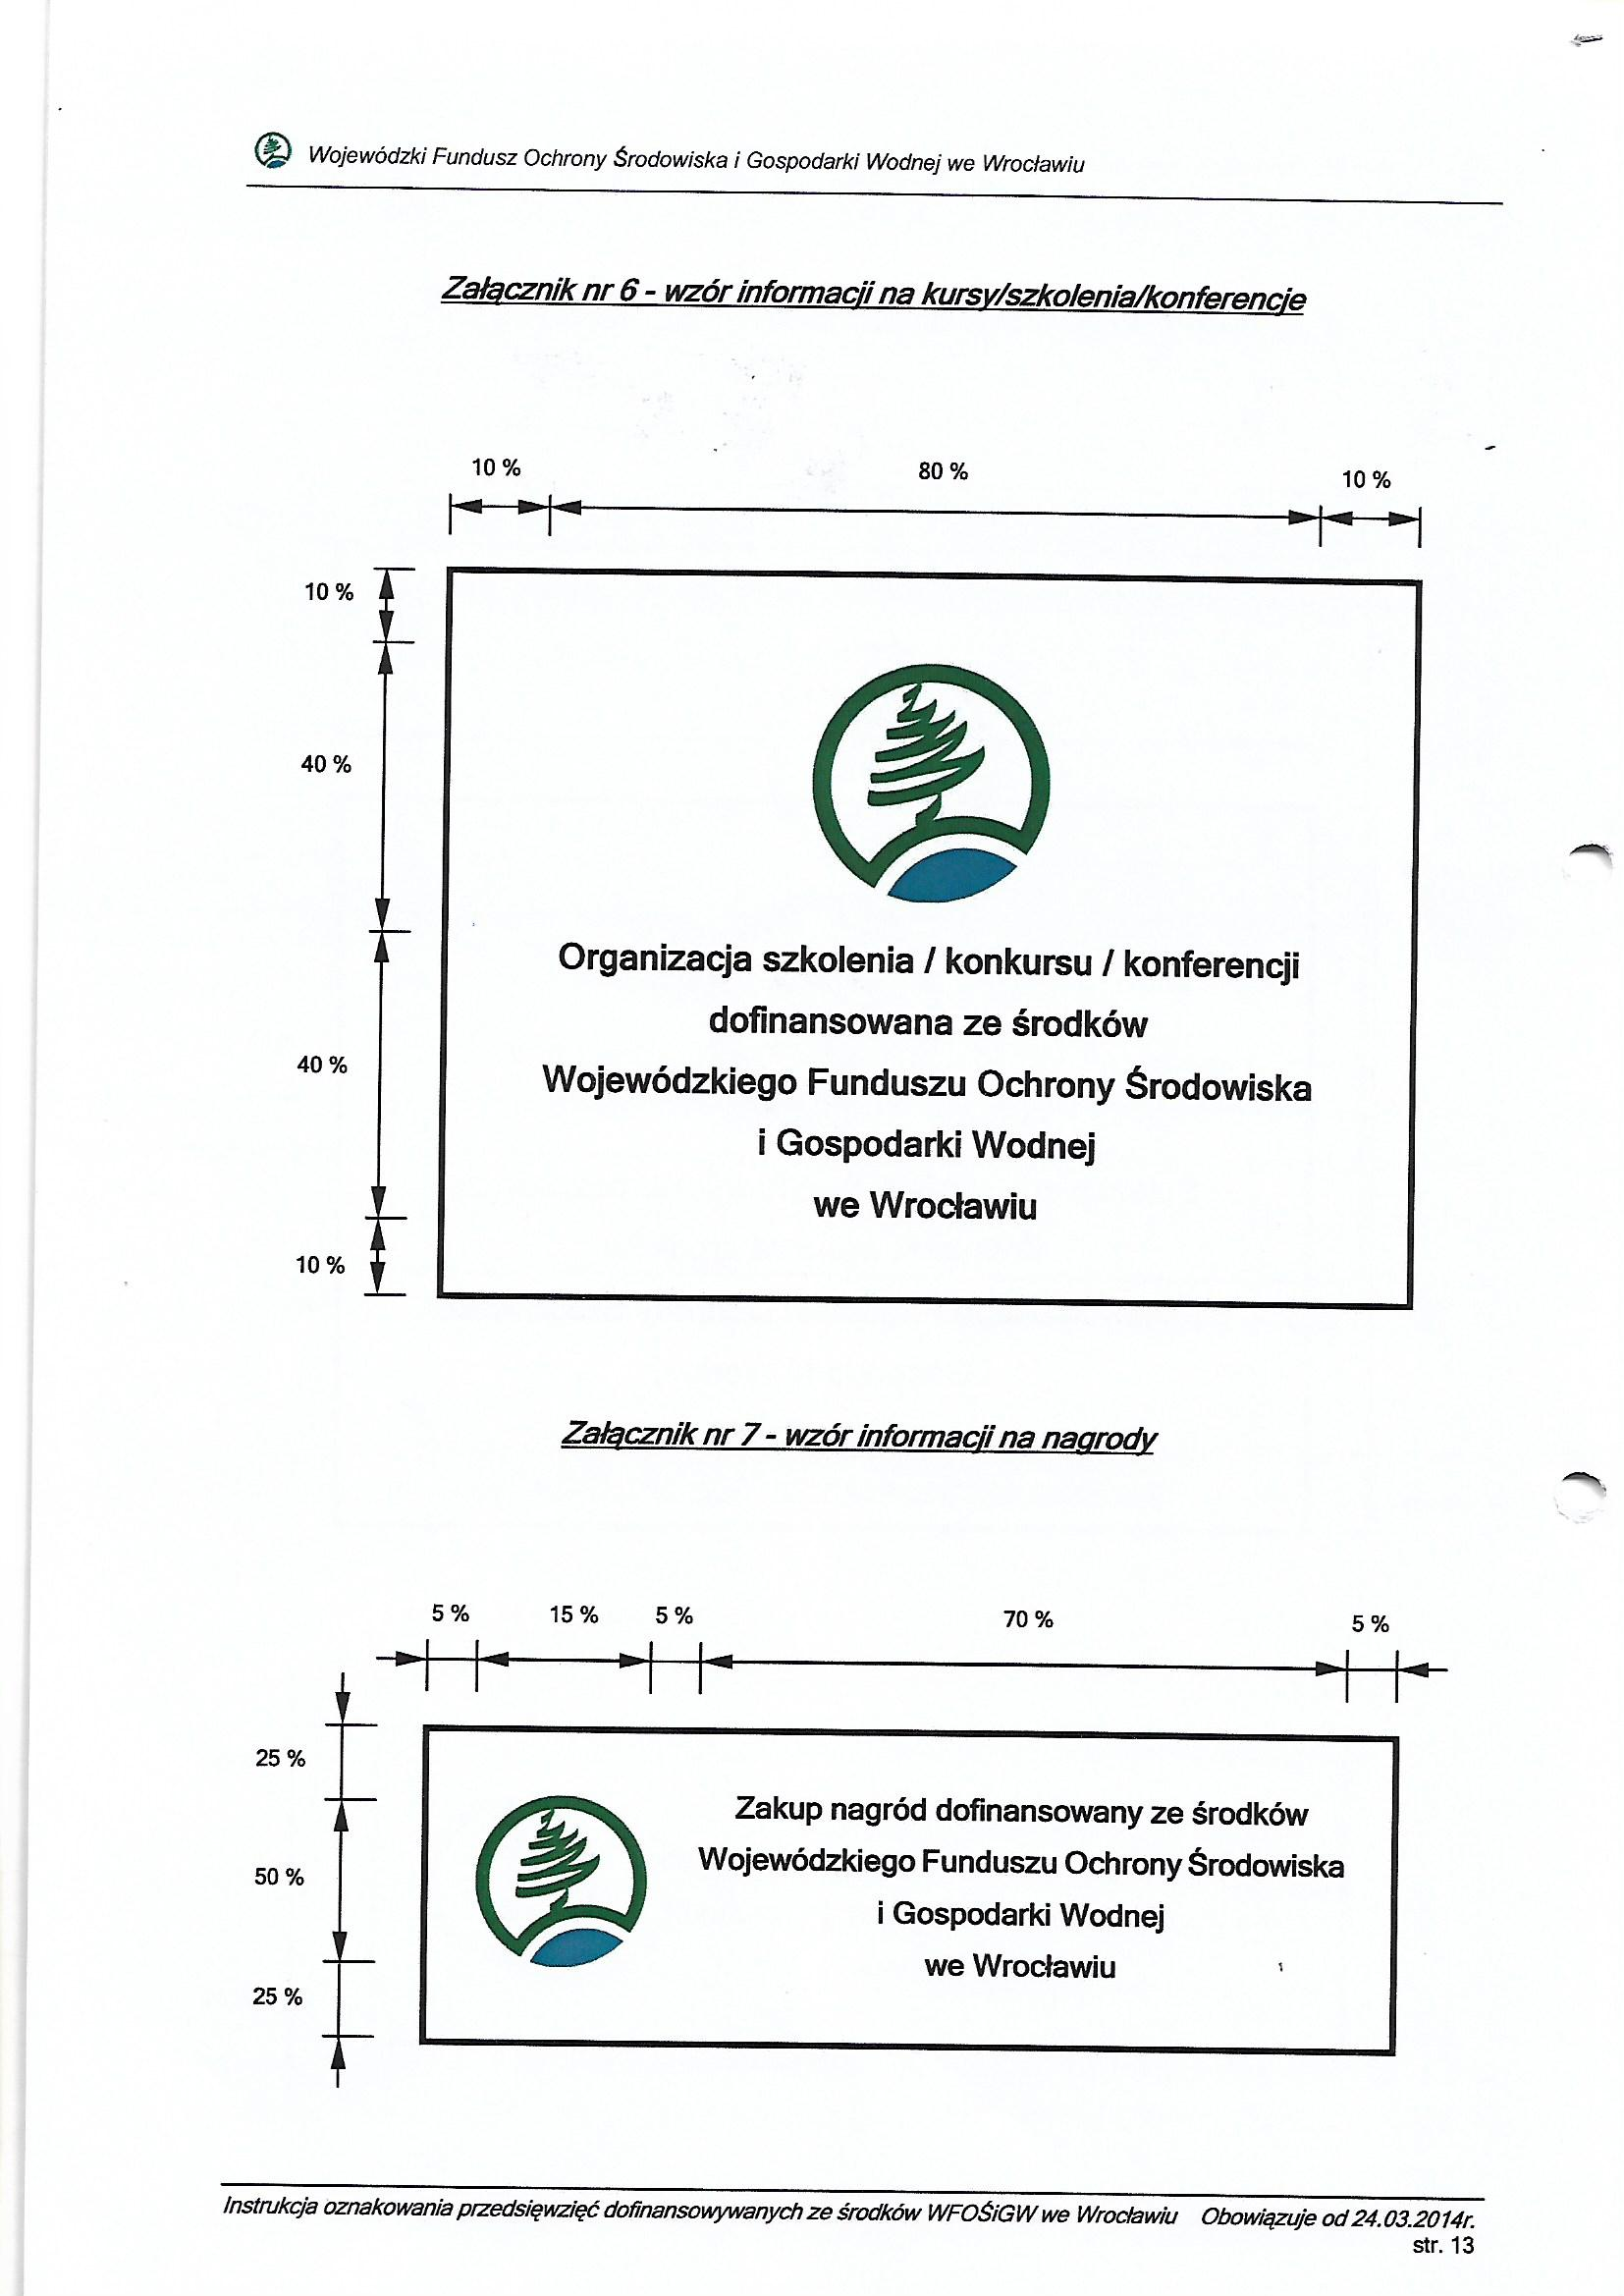 Wojewódzki Fundusz Ochrony Środowiska i Gospodarki Wodnej we Wrocławiu
Załącznik nr 6 - wzór informacji na kursy/szkolenia/konferencje
10 %
80 %
10 %
10 %
40 %
40 %
10 %
Organizacja szkolenia / konkursu / konferencji
dofinansowana ze środków
Wojewódzkiego Funduszu Ochrony Środowiska
i Gospodarki Wodnej
we Wrocławiu
Załącznik nr 7 - wzór informacji na nagrody
5 %
15 %
5 %
70 %
5 %
25 %
50 %
25 %
Zakup nagród dofinansowany ze środków
Wojewódzkiego Funduszu Ochrony Środowiska
i Gospodarki Wodnej
we Wrocławiu
Instrukcja oznakowania przedsięwzięć dofinansowywanych ze środków WFOŚiGW we Wrocławiu Obowiązuje od 24.03.2014r.
str. 13